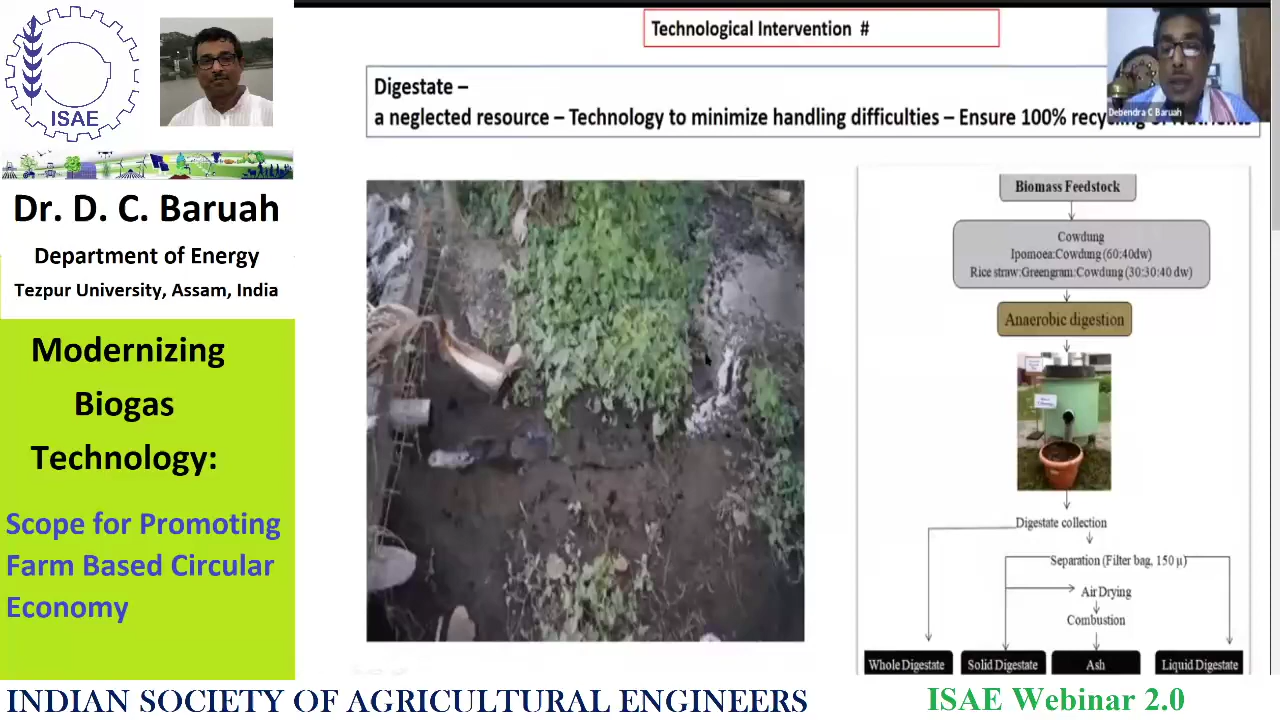 ISAE
Dr. D. C. Baruah
Department of Energy
Tezpur University, Assam, India
Modernizing
Biogas
Technology:
Scope for Promoting
Farm Based Circular
Economy
Technological Intervention #
Digestate –
a neglected resource – Technology to minimize handling difficulties – Ensure 100%
Debendra C Baruah
Biomass Feedstock
Cowdung
Ipomoea:Cowdung (60:40dw)
Rice straw:Greengram:Cowdung (30:30:40 dw)
Anaerobic digestion
Digestate collection
Separation (Filter bag, 150 µ)
Air Drying
Combustion
Whole Digestate
Solid Digestate
Ash
Liquid Digestate
INDIAN SOCIETY OF AGRICULTURAL ENGINEERS
ISAE Webinar 2.0